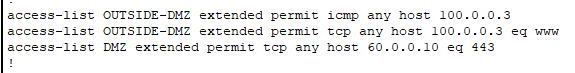 !
access-list OUTSIDE-DMZ extended permit icmp any host 100.0.0.3
access-list OUTSIDE-DMZ extended permit tcp any host 100.0.0.3 eq www
access-list DMZ extended permit tcp any host 60.0.0.10 eq 443
!